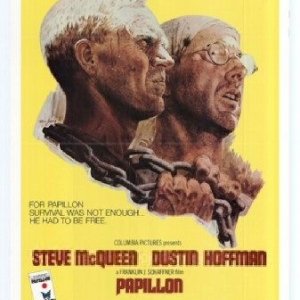 FOR PAPILLON
SURVIVAL WAS NOT ENOUGH...
HE HAD TO BE FREE.
COLUMBIA PICTURES presents
STEVE McQUEEN DUSTIN HOFFMAN
a FRANKLIN J. SCHAFFNER film
PAPILLON